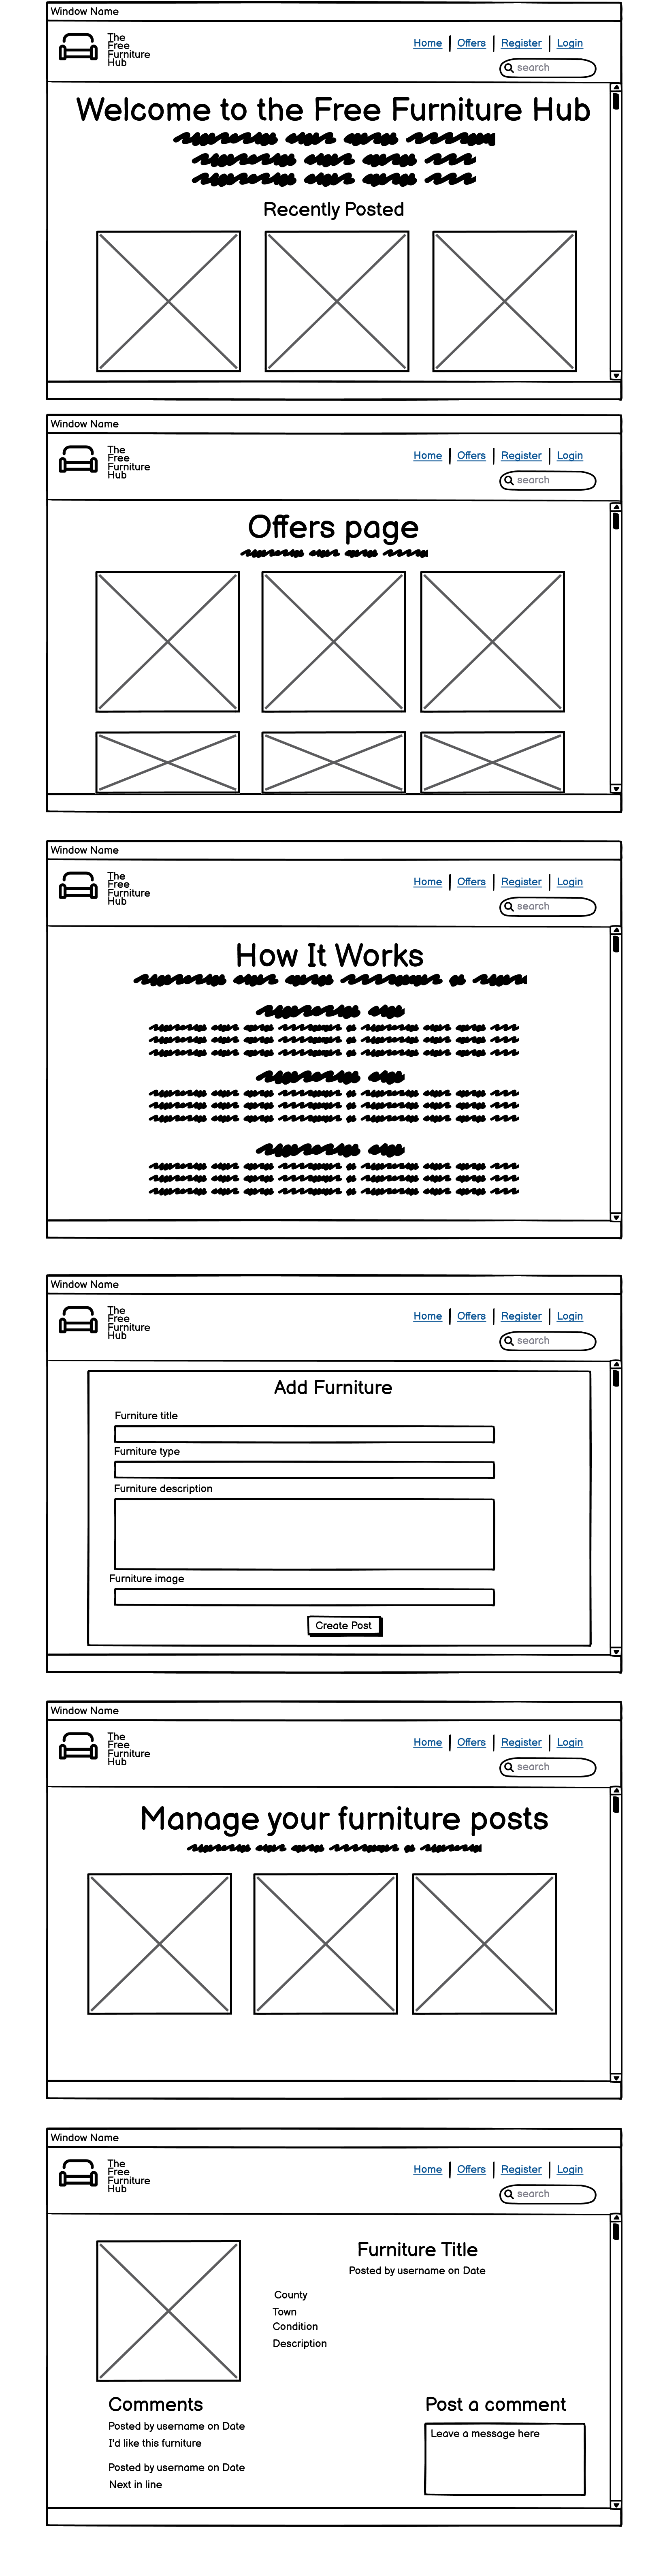 Window Name
The
Free
Furniture
Hub
Home | Offers | Register | Login
search
Welcome to the Free Furniture Hub
Recently Posted
Window Name
The
Free
Furniture
Hub
Home | Offers | Register | Login
search
Offers page
Window Name
The
Free
Furniture
Hub
Home | Offers | Register | Login
search
How It Works
Window Name
The
Free
Furniture
Hub
Home | Offers | Register | Login
search
Add Furniture
Furniture title
Furniture type
Furniture description
Furniture image
Create Post
Window Name
The
Free
Furniture
Hub
Home | Offers | Register | Login
search
Manage your furniture posts
Window Name
The
Free
Furniture
Hub
Home | Offers | Register | Login
search
Furniture Title
Posted by username on Date
County
Town
Condition
Description
Comments
Posted by username on Date
I'd like this furniture
Posted by username on Date
Next in line
Post a comment
Leave a message here